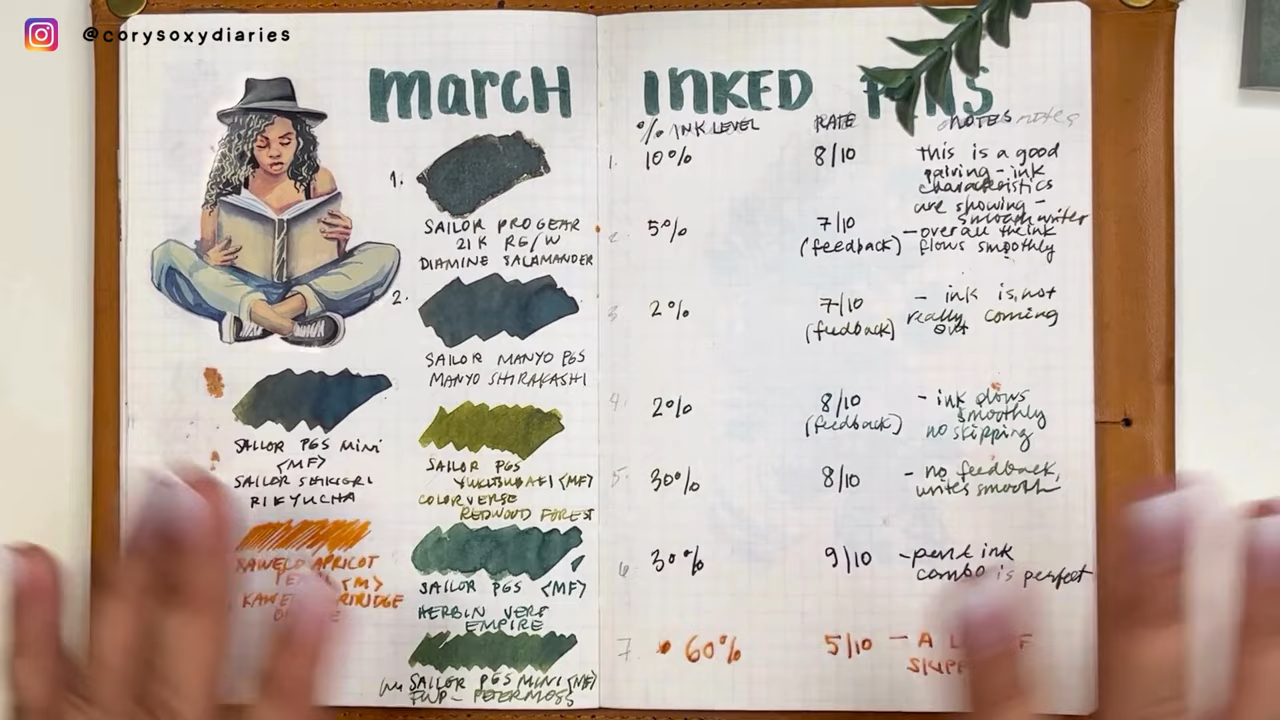 @corysoxydiaries
MARCH
INKED
1.
SAILOR PRO GEAR
21K
DIAMINE SALAMANDER
2.
SAILOR MANYO PGS
MANYO SHIRAKASHI
SAILOR PGS MINI
<MF>
SAILOR SHIKIORI
RIKYUCHA
SAILOR PGS
<MF>
COLORVERSE
REDWOOD FOREST
APRICOT
<M>
SAILOR PGS <MF>
HERBIN VERT
EMPIRE
SAILOR PGS MINI <MF>
% INK LEVEL RATE NOTES notes
1. 10% 8/10 this is a good
pairing - ink
characteristics
are showing -
smooth writer
2. 5% 7/10 - overall the ink
(feedback) flows smoothly
3 2% 7/10 - ink is not
(feedback) really coming
out
4. 2% 8/10 - ink flows
(feedback) smoothly
no skipping
5. 30% 8/10 - no feedback,
writes smooth
6 30% 9/10 - pen & ink
combo is perfect
7. 60% 5/10 - A